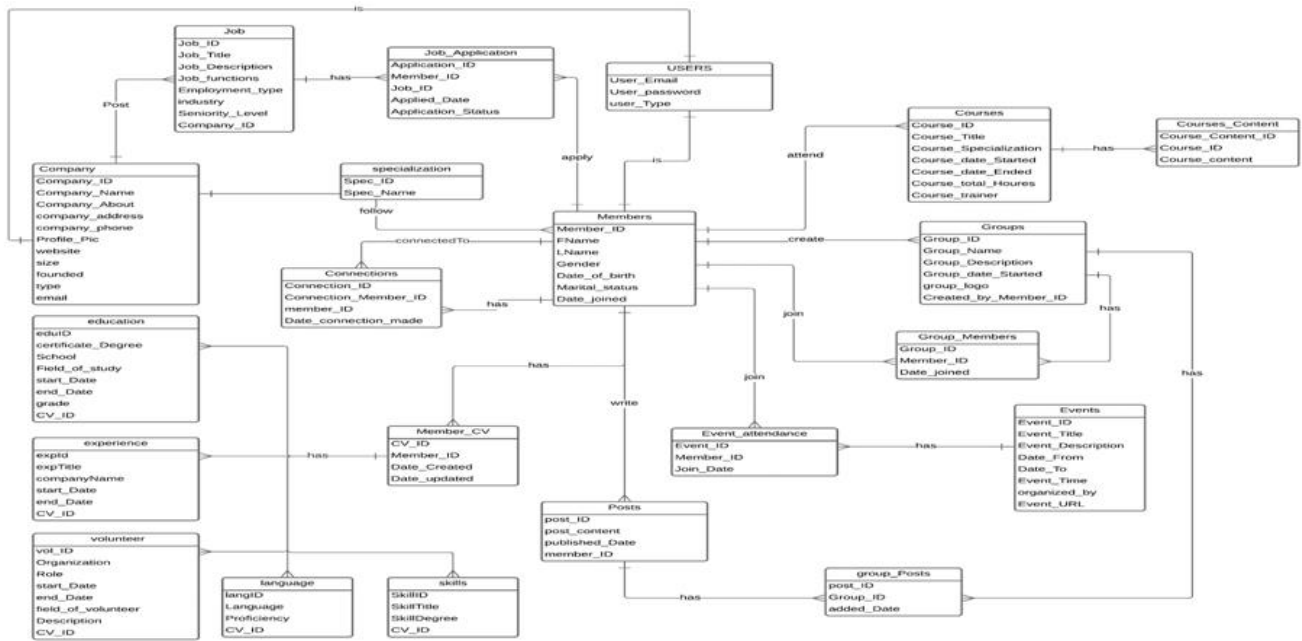 is
Job
Job_ID
Job_Title
Job_Description
Job_functions
Employment_type
industry
Seniority_Level
Company_ID
has
Job_Application
Application_ID
Member_ID
Job_ID
Applied_Date
Application_Status
USERS
User_Email
User_password
user_Type
Post
apply
is
attend
Courses
Course_ID
Course_Title
Course_Specialization
Course_date_Started
Course_date_Ended
Course_total_Houres
Course_trainer
has
Courses_Content
Course_Content_ID
Course_ID
Course_content
Company
Company_ID
Company_Name
Company_About
company_address
company_phone
Profile_Pic
website
size
founded
type
email
specialization
Spec_ID
Spec_Name
follow
connectedTo
Members
Member_ID
FName
LName
Gender
Date_of_birth
Marital_status
Date_joined
create
Groups
Group_ID
Group_Name
Group_Description
Group_date_Started
group_logo
Created_by_Member_ID
Connections
Connection_ID
Connection_Member_ID
member_ID
Date_connection_made
has
join
has
Group_Members
Group_ID
Member_ID
Date_joined
has
education
eduID
certificate_Degree
School
Field_of_study
start_Date
end_Date
grade
CV_ID
has
write
join
experience
expId
expTitle
companyName
start_Date
end_Date
CV_ID
has
Member_CV
CV_ID
Member_ID
Date_Created
Date_updated
Event_attendance
Event_ID
Member_ID
Join_Date
has
Events
Event_ID
Event_Title
Event_Description
Date_From
Date_To
Event_Time
organized_by
Event_URL
Posts
post_ID
post_content
published_Date
member_ID
volunteer
vol_ID
Organization
Role
start_Date
end_Date
field_of_volunteer
Description
CV_ID
language
langID
Language
Proficiency
CV_ID
skills
SkillID
SkillTitle
SkillDegree
CV_ID
has
group_Posts
post_ID
Group_ID
added_Date